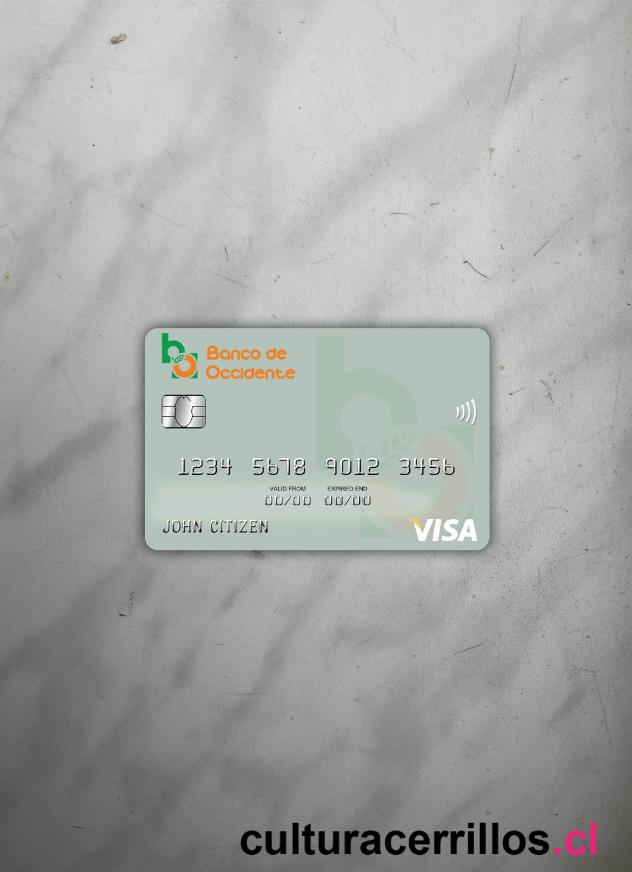 Banco de
Occidente
1234 5678 9012 3456
VALID FROM EXPIRED END
00/00 00/00
JOHN CITIZEN
VISA
culturacerrillos.cl